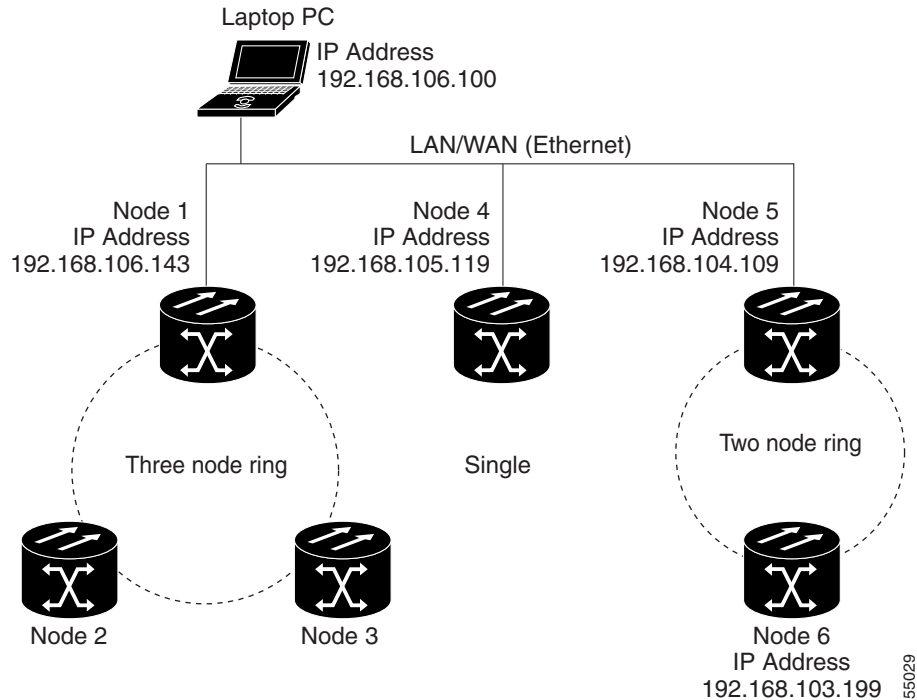 Laptop PC
IP Address
192.168.106.100
LAN/WAN (Ethernet)
Node 1
IP Address
192.168.106.143
Node 4
IP Address
192.168.105.119
Node 5
IP Address
192.168.104.109
Three node ring
Single
Two node ring
Node 2
Node 3
Node 6
IP Address
192.168.103.199
55029